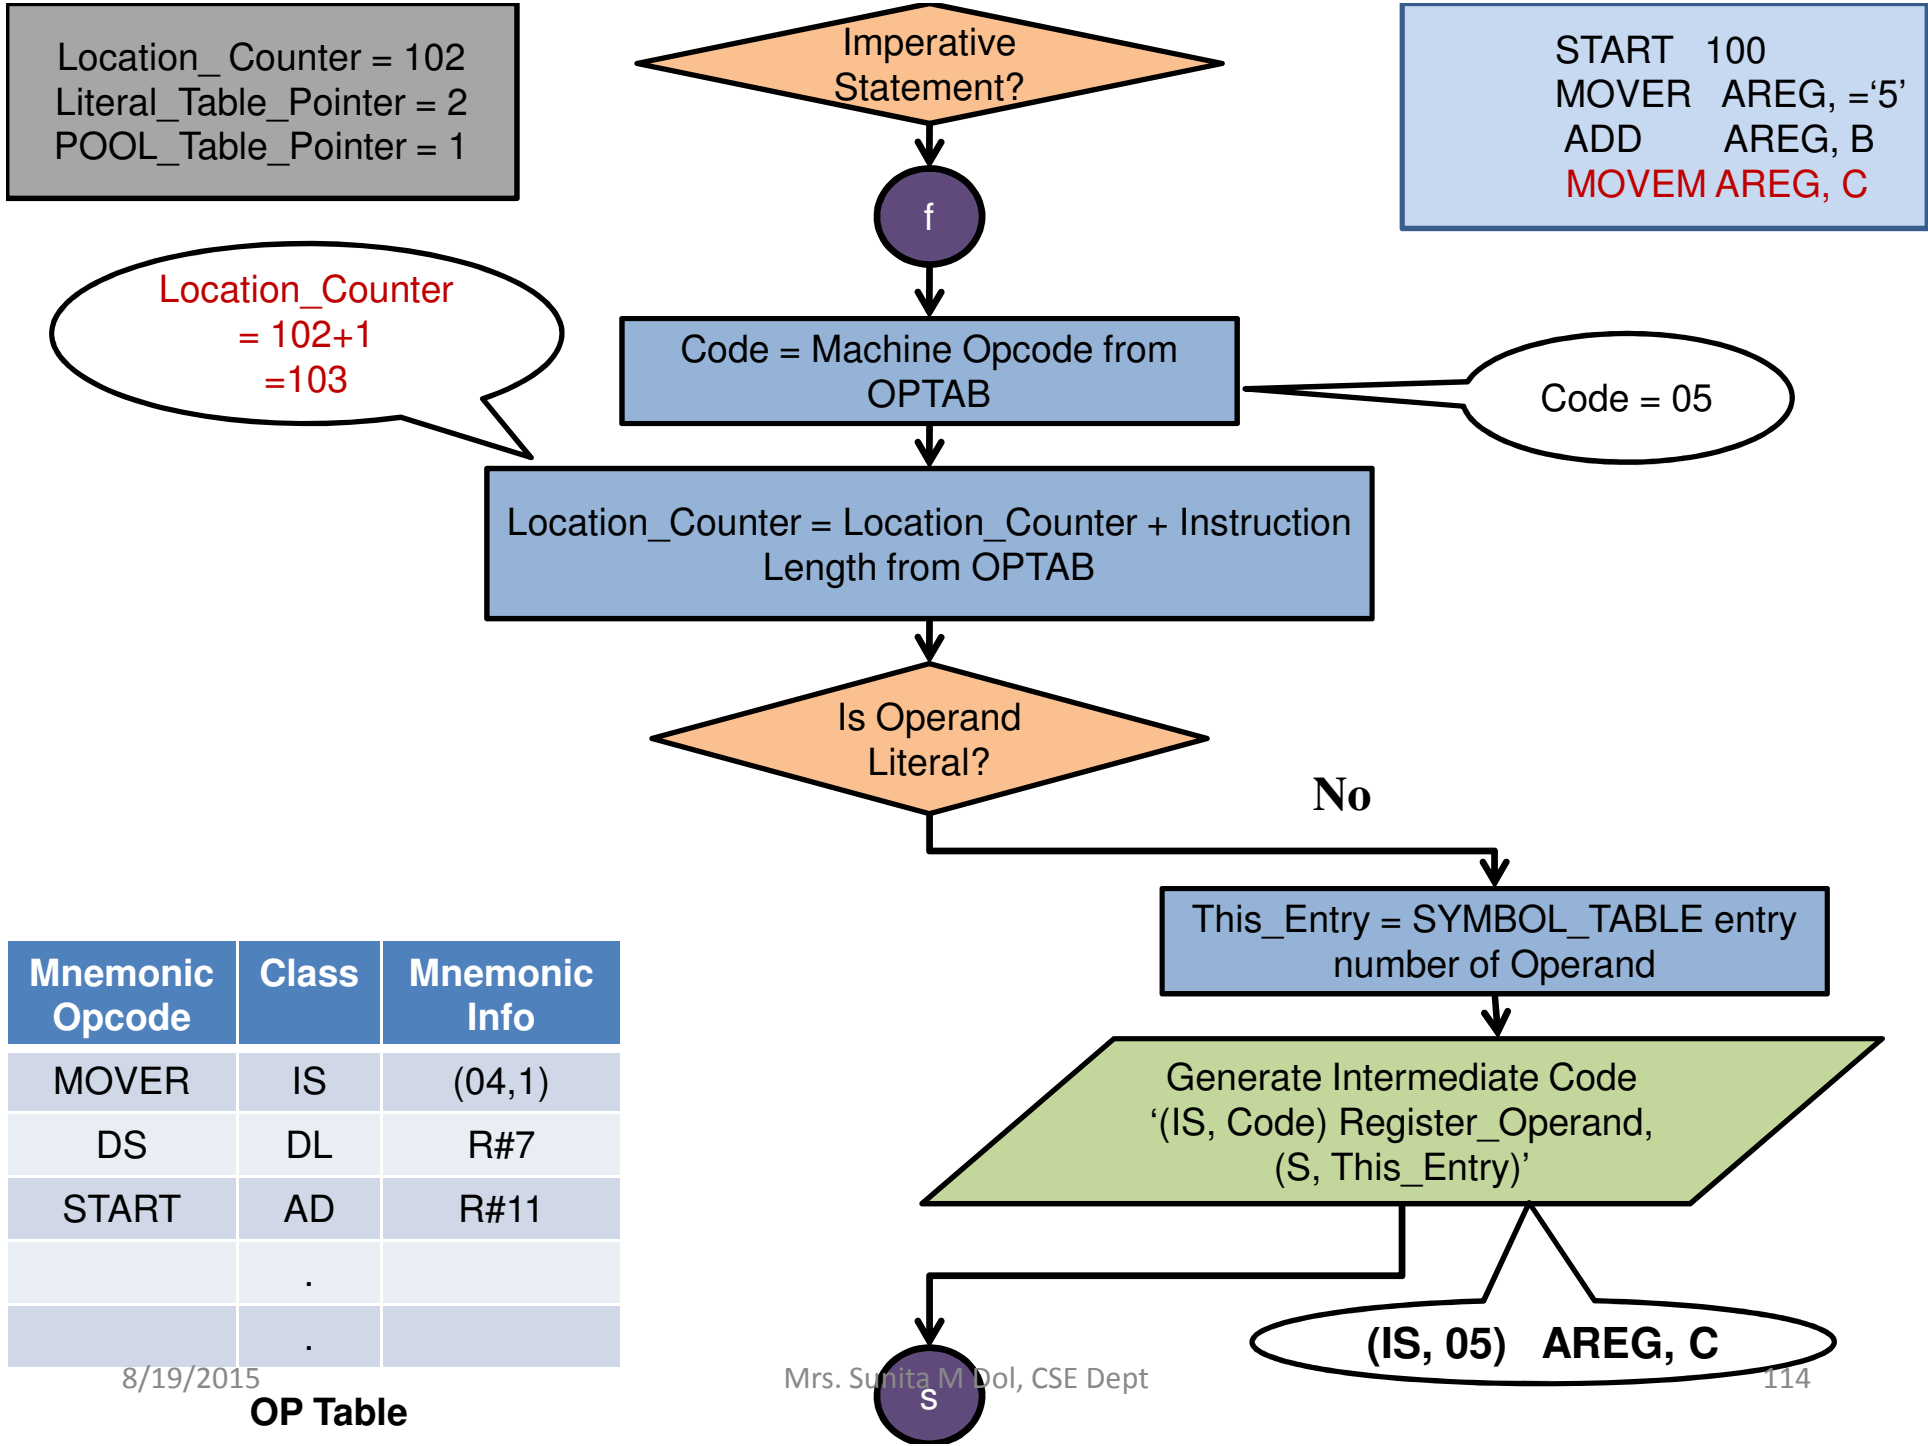 Location_ Counter = 102
Literal_Table_Pointer = 2
POOL_Table_Pointer = 1
Imperative
Statement?
START 100
MOVER AREG, =‘5’
ADD AREG, B
MOVEM AREG, C
f
Location_Counter
= 102+1
=103
Code = Machine Opcode from
OPTAB
Code = 05
Location_Counter = Location_Counter + Instruction
Length from OPTAB
Is Operand
Literal?
No
This_Entry = SYMBOL_TABLE entry
number of Operand
Generate Intermediate Code
‘(IS, Code) Register_Operand,
(S, This_Entry)’
(IS, 05) AREG, C
s
Mnemonic Opcode Class Mnemonic Info
MOVER IS (04,1)
DS DL R#7
START AD R#11
.
.
OP Table
8/19/2015
Mrs. Sunita M Dol, CSE Dept
114